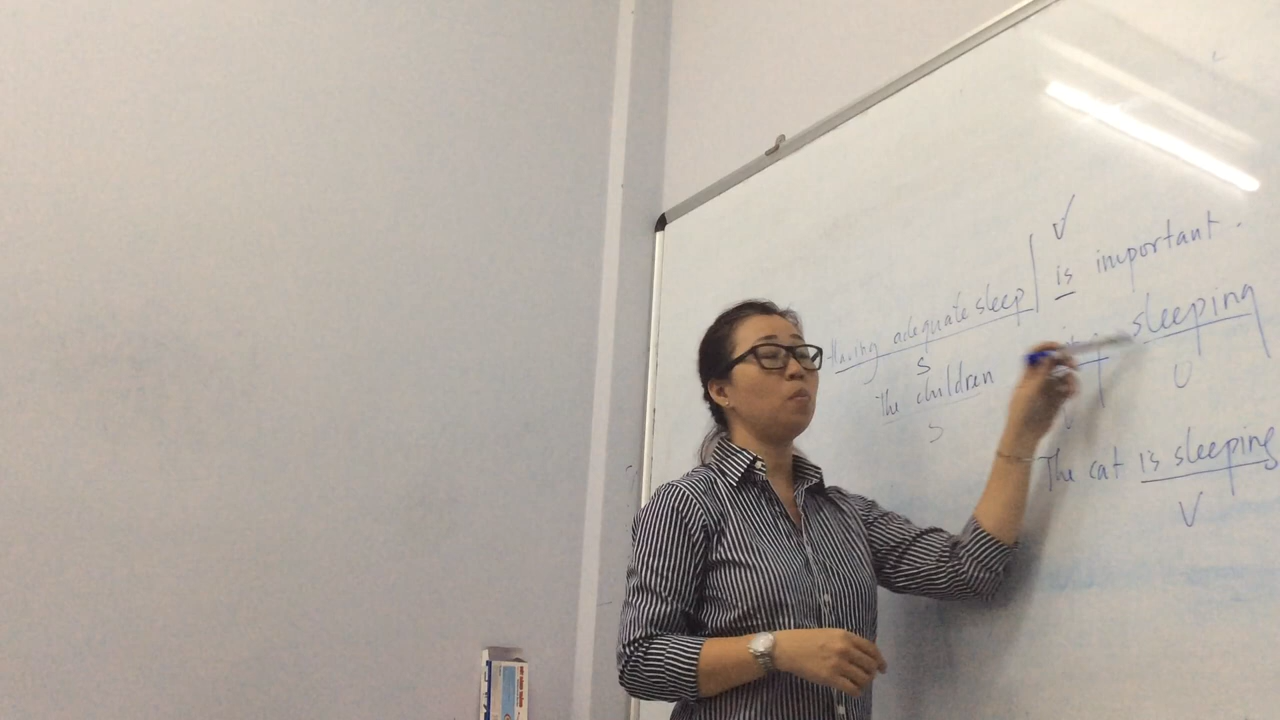 V
Having adequate sleep | is important.
S
The children sleeping
S V U
The cat is sleeping
V